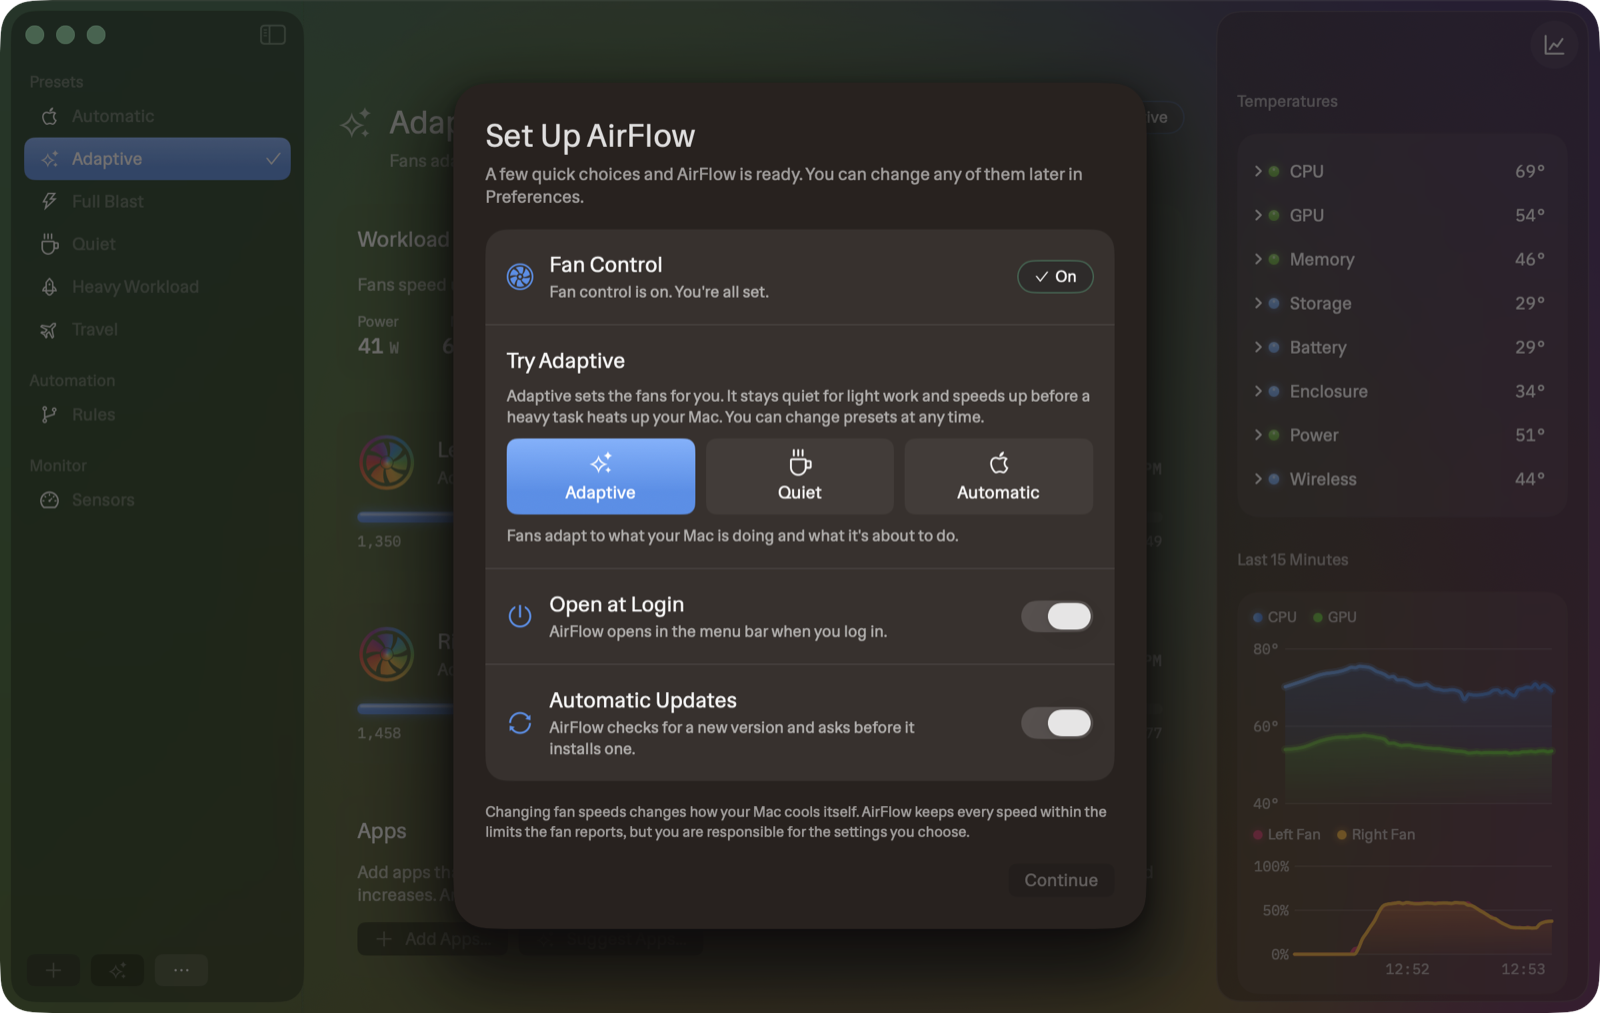 Presets
Automatic
Adaptive
Full Blast
Quiet
Heavy Workload
Travel
Automation
Rules
Monitor
Sensors
Fans
Workload
Fans speed
Power
41 W
1,350
1,458
Apps
Add apps
increases.
Add Apps...
Set Up AirFlow
A few quick choices and AirFlow is ready. You can change any of them later in
Preferences.
Fan Control
Fan control is on. You're all set.
On
Try Adaptive
Adaptive sets the fans for you. It stays quiet for light work and speeds up before a
heavy task heats up your Mac. You can change presets at any time.
Adaptive
Quiet
Automatic
Fans adapt to what your Mac is doing and what it's about to do.
Open at Login
AirFlow opens in the menu bar when you log in.
Automatic Updates
AirFlow checks for a new version and asks before it
installs one.
Changing fan speeds changes how your Mac cools itself. AirFlow keeps every speed within the
limits the fan reports, but you are responsible for the settings you choose.
Continue
Temperatures
CPU 69°
GPU 54°
Memory 46°
Storage 29°
Battery 29°
Enclosure 34°
Power 51°
Wireless 44°
Last 15 Minutes
CPU GPU
80°
60°
40°
Left Fan Right Fan
100%
50%
0%
12:52 12:53